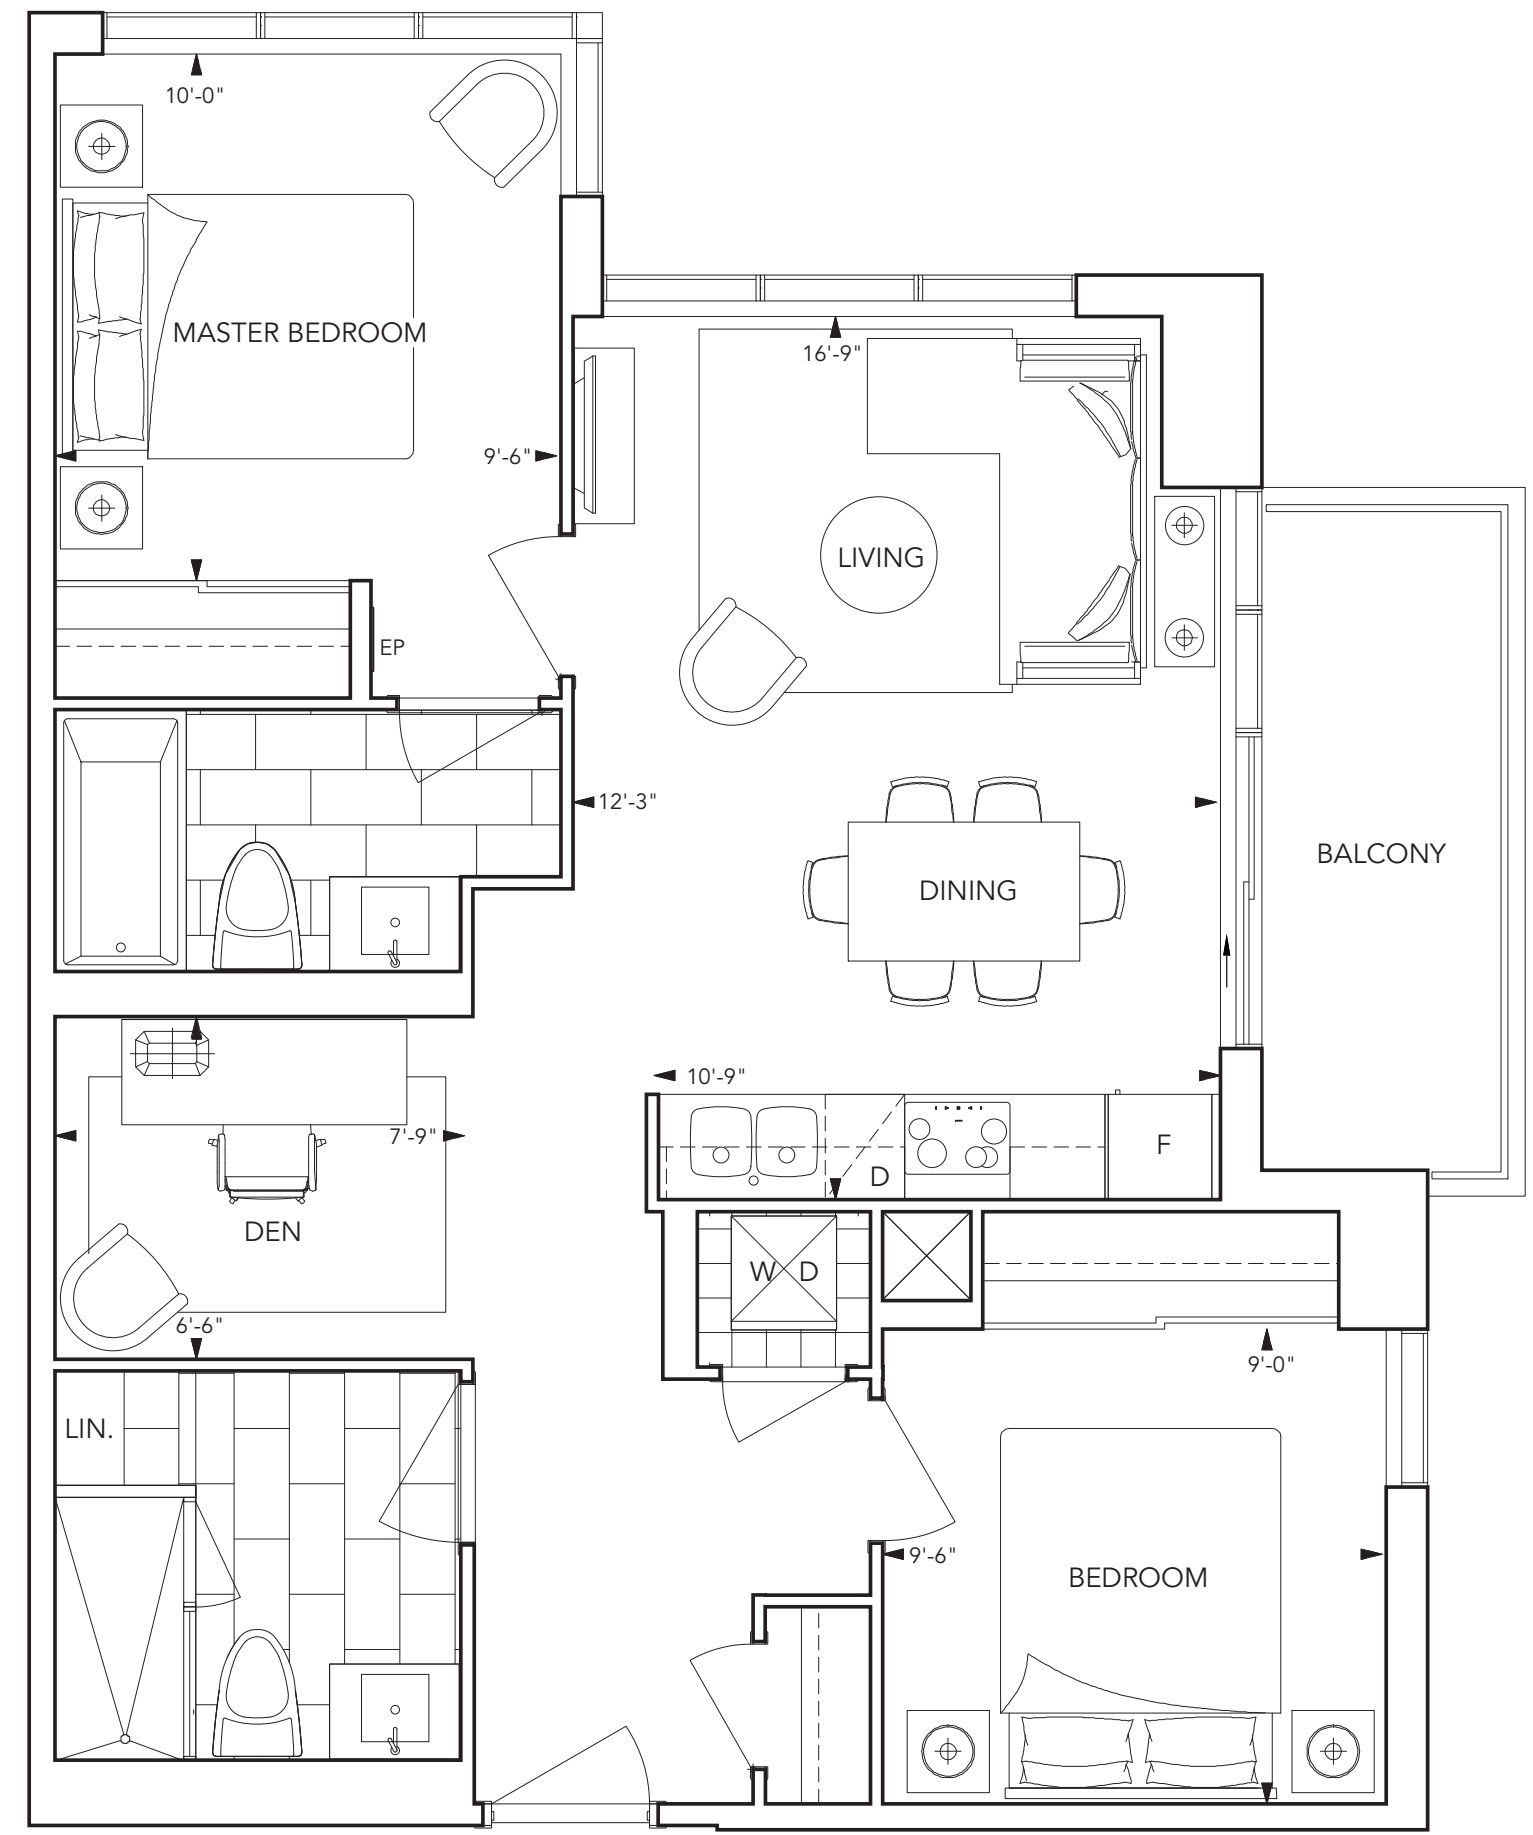 10'-0"
MASTER BEDROOM
16'-9"
9'-6"
LIVING
EP
12'-3"
BALCONY
DINING
10'-9"
7'-9"
F
D
DEN
W D
6'-6"
9'-0"
LIN.
9'-6"
BEDROOM